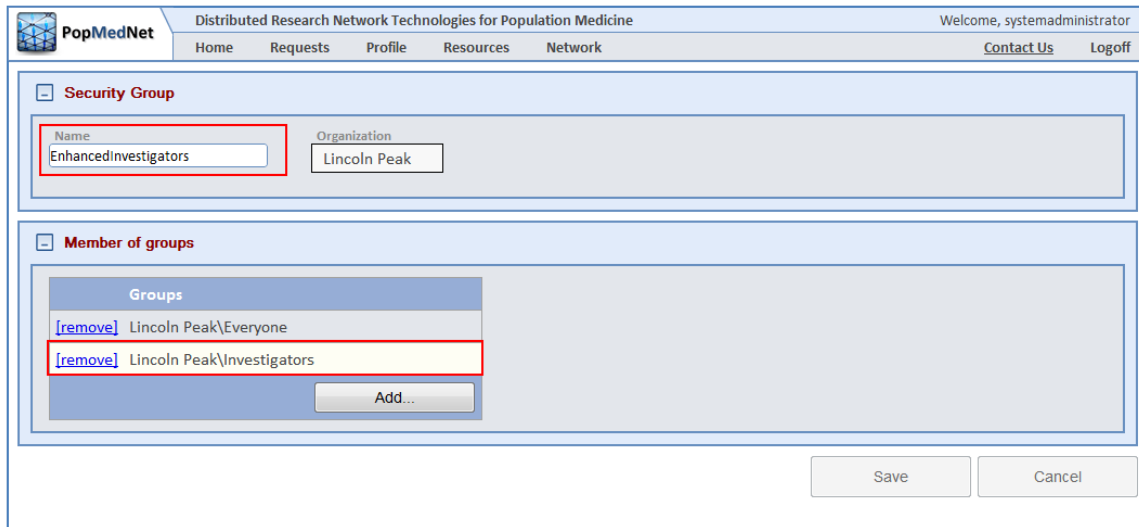 PopMedNet
Distributed Research Network Technologies for Population Medicine
Welcome, systemadministrator
Home Requests Profile Resources Network Contact Us Logoff
Security Group
Name Organization
EnhancedInvestigators Lincoln Peak
Member of groups
Groups
[remove] Lincoln Peak\Everyone
[remove] Lincoln Peak\Investigators
Add...
Save Cancel